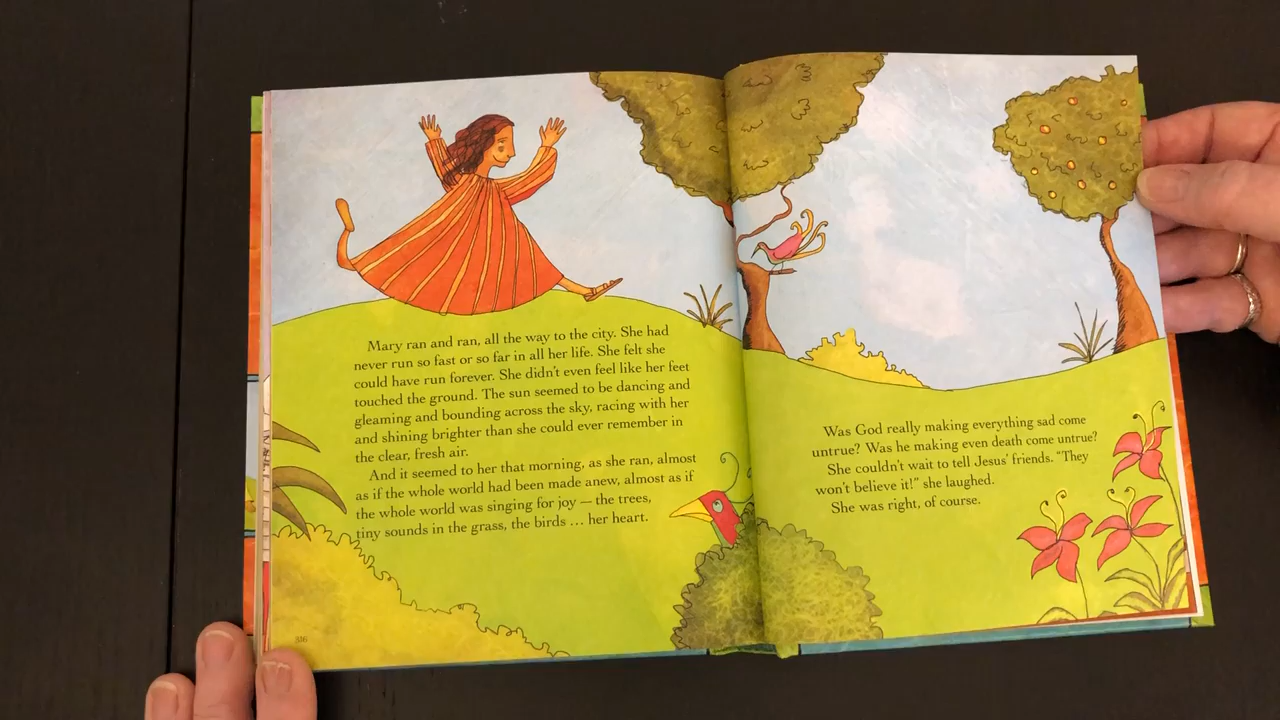 Mary ran and ran, all the way to the city. She had
never run so fast or so far in all her life. She felt she
could have run forever. She didn't even feel like her feet
touched the ground. The sun seemed to be dancing and
gleaming and bounding across the sky, racing with her
and shining brighter than she could ever remember in
the clear, fresh air.
And it seemed to her that morning, as she ran, almost
as if the whole world had been made anew, almost as if
the whole world was singing for joy — the trees,
tiny sounds in the grass, the birds ... her heart.
316
Was God really making everything sad come
untrue? Was he making even death come untrue?
She couldn't wait to tell Jesus' friends. "They
won't believe it!" she laughed.
She was right, of course.